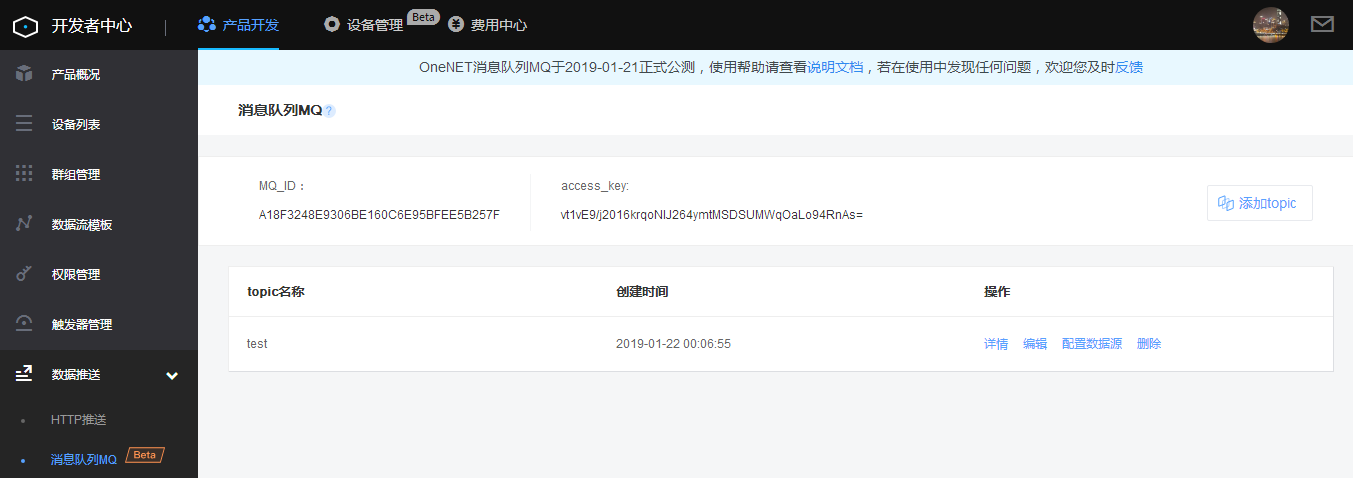 开发者中心 产品开发 设备管理 Beta 费用中心
产品概况
设备列表
群组管理
数据流模板
权限管理
触发器管理
数据推送
HTTP推送
消息队列MQ Beta
OneNET消息队列MQ于2019-01-21正式公测，使用帮助请查看说明文档，若在使用中发现任何问题，欢迎您及时反馈
消息队列MQ ?
MQ_ID： access_key:
A18F3248E9306BE160C6E95BFEE5B257F vt1vE9/j2016krqoNlJ264ymtMSDSUMWqOaLo94RnAs=
添加topic
topic名称 创建时间 操作
test 2019-01-22 00:06:55 详情 编辑 配置数据源 删除